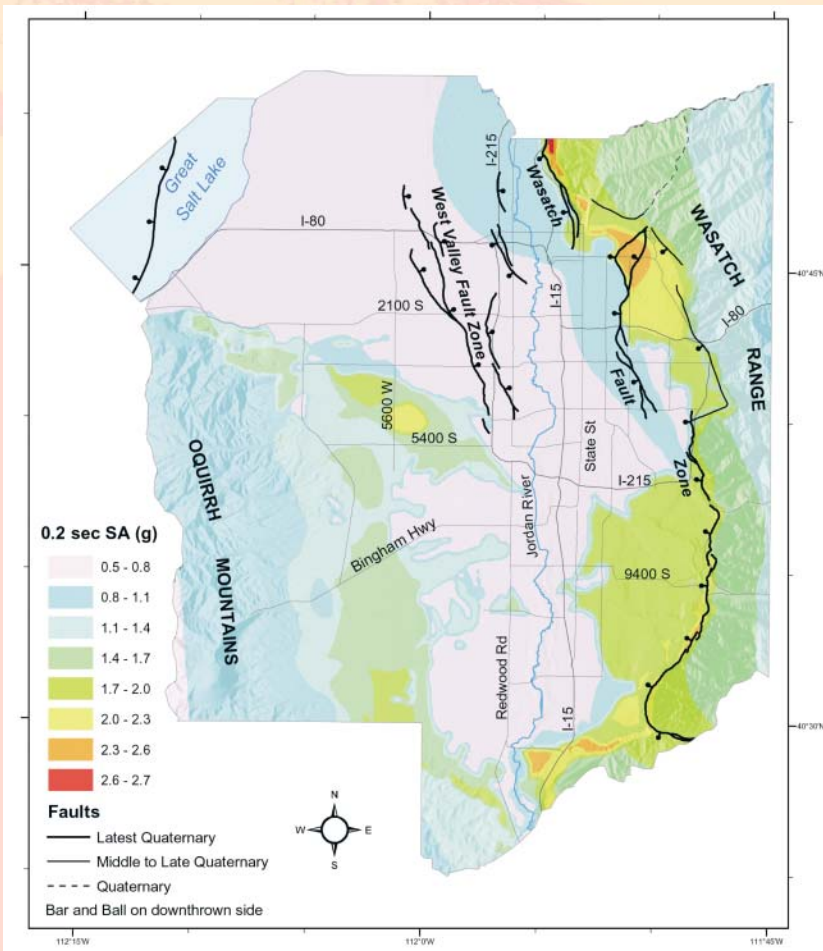 Great
Salt Lake
I-215
Wasatch
WASATCH
West Valley Fault Zone
I-80
40°45'
I-15
I-80
2100 S
Fault
RANGE
5600 W
State St
5400 S
OQUIRRH
Zone
I-215
Jordan River
0.2 sec SA (g)
Bingham Hwy
0.5 - 0.8
9400 S
MOUNTAINS
0.8 - 1.1
1.1 - 1.4
1.4 - 1.7
Redwood Rd
1.7 - 2.0
I-15
40°30'
2.0 - 2.3
2.3 - 2.6
2.6 - 2.7
Faults
N
Latest Quaternary
W E
Middle to Late Quaternary
S
Quaternary
Bar and Ball on downthrown side
112°15'W
112°0'W
111°45'W